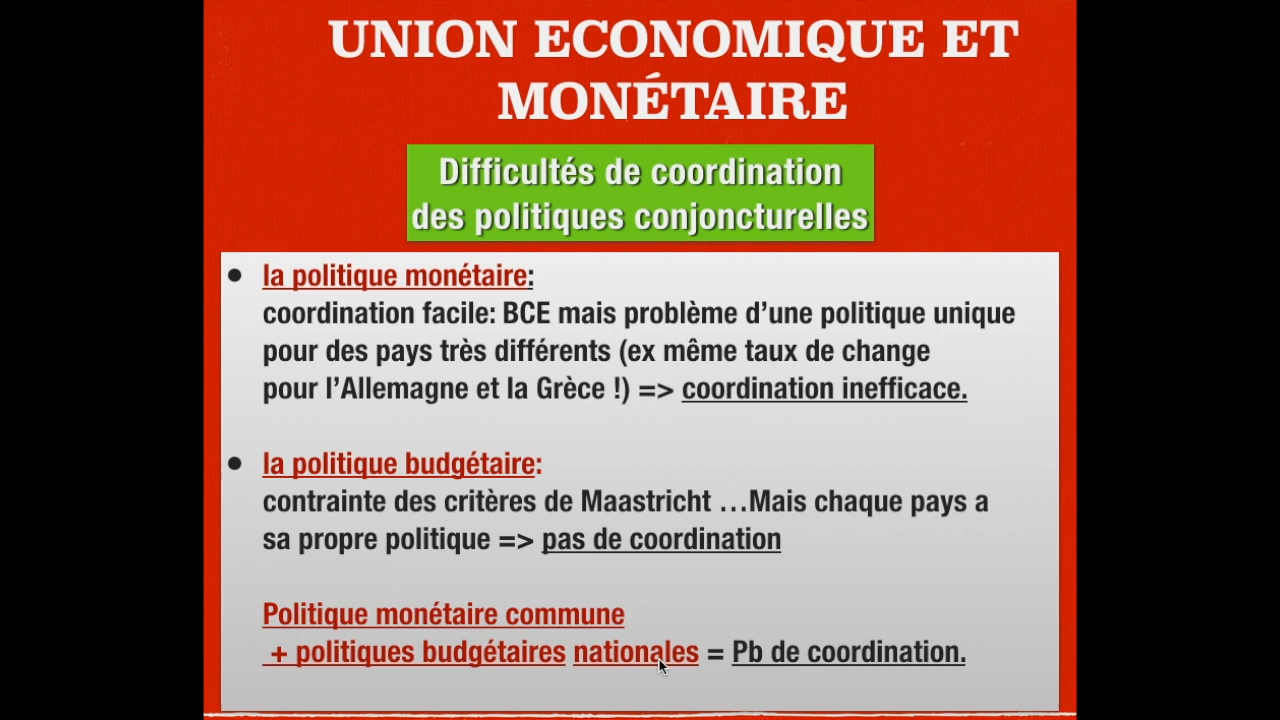 UNION ECONOMIQUE ET
MONÉTAIRE
Difficultés de coordination
des politiques conjoncturelles
• la politique monétaire:
coordination facile: BCE mais problème d’une politique unique
pour des pays très différents (ex même taux de change
pour l’Allemagne et la Grèce !) => coordination inefficace.
• la politique budgétaire:
contrainte des critères de Maastricht …Mais chaque pays a
sa propre politique => pas de coordination
Politique monétaire commune
+ politiques budgétaires nationales = Pb de coordination.